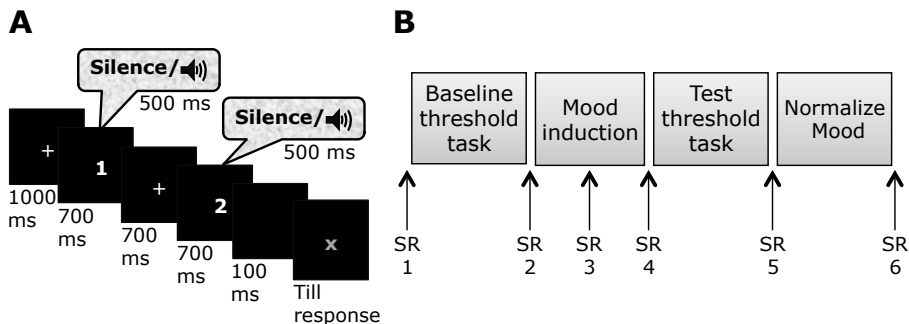 A
Silence/
500 ms
Silence/
500 ms
+
1
+
2
x
1000
ms
700
ms
700
ms
700
ms
100
ms
Till
response
B
Baseline
threshold
task
Mood
induction
Test
threshold
task
Normalize
Mood
SR
1
SR
2
SR
3
SR
4
SR
5
SR
6